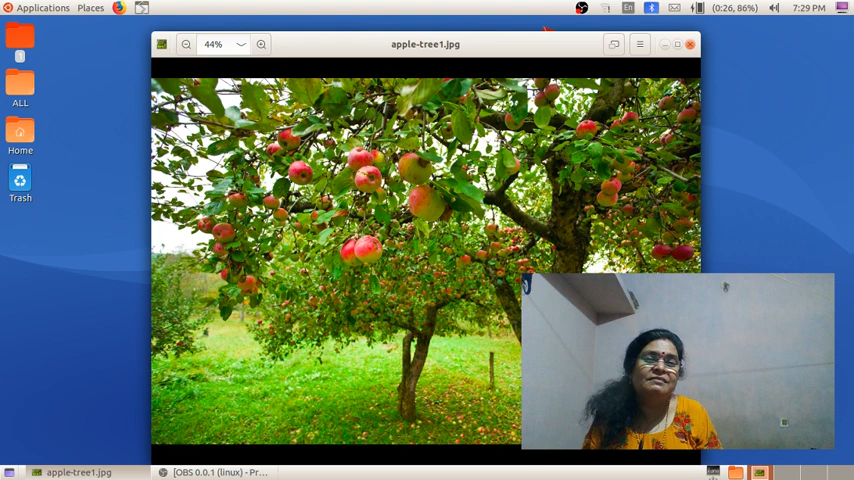 Applications Places En (0:26, 86%) 7:29 PM
44% apple-tree1.jpg
1
ALL
Home
Trash
apple-tree1.jpg [OBS 0.0.1 (linux) - Pr...